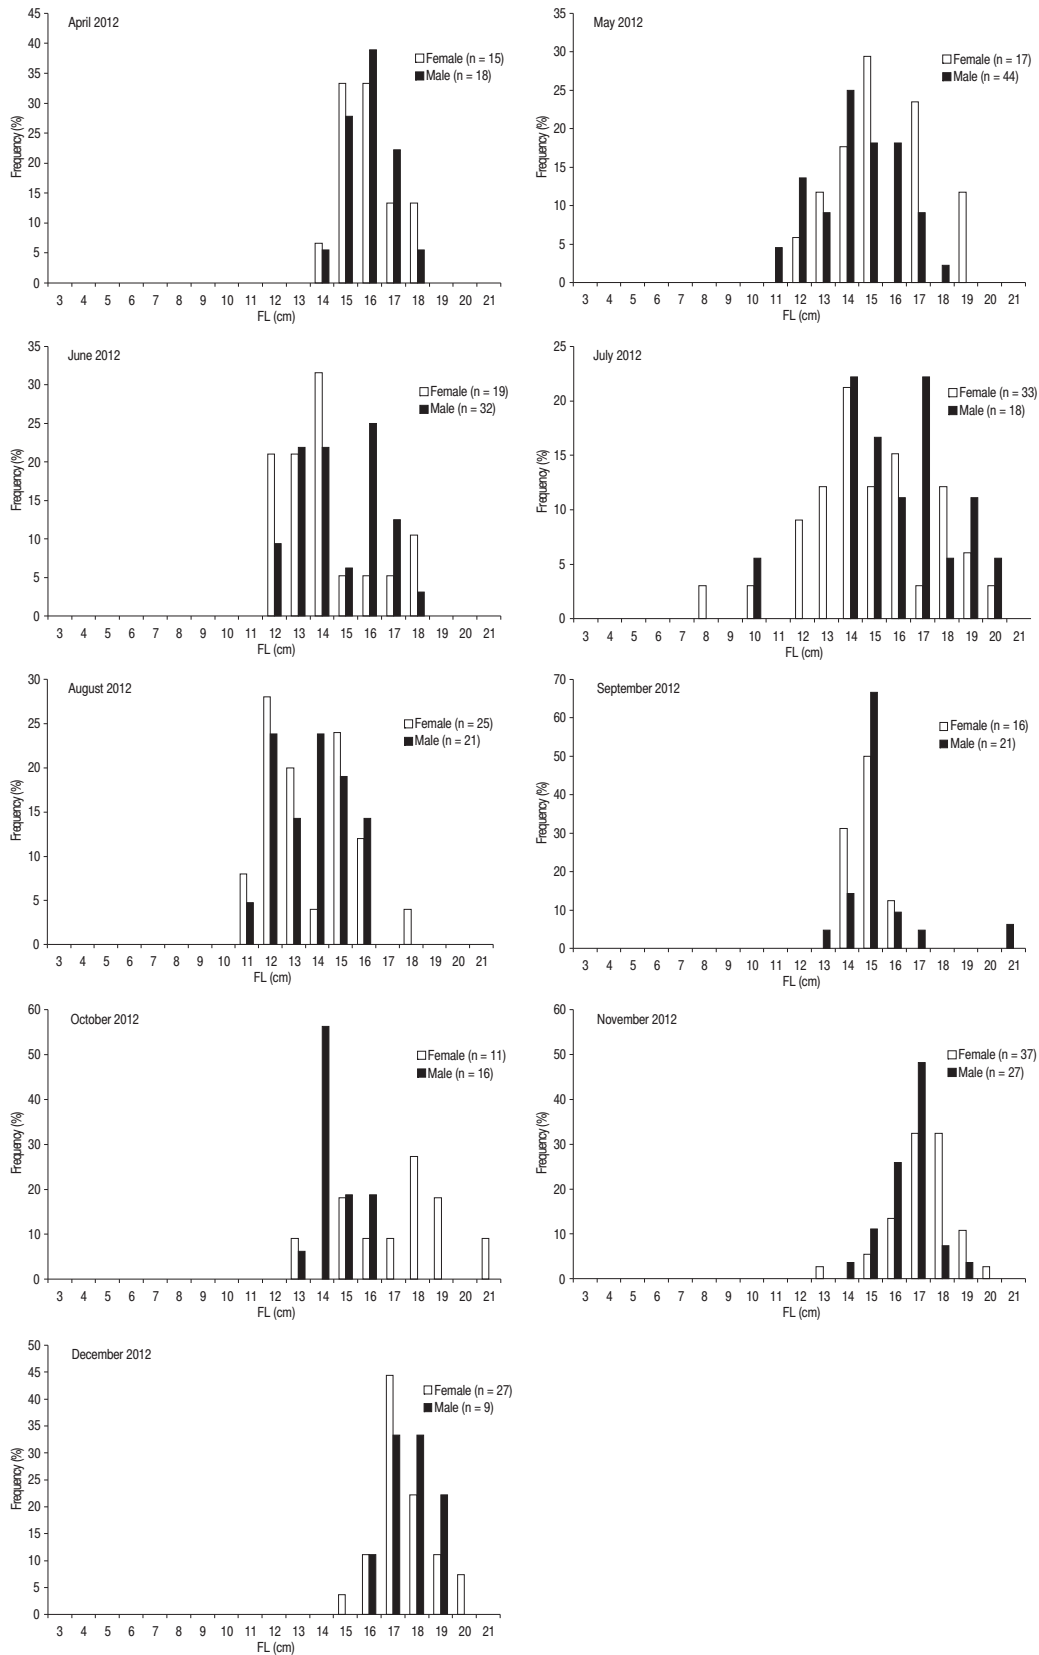 April 2012
Female (n = 15)
Male (n = 18)
Frequency (%)
45
40
35
30
25
20
15
10
5
0
3 4 5 6 7 8 9 10 11 12 13 14 15 16 17 18 19 20 21
FL (cm)
May 2012
Female (n = 17)
Male (n = 44)
Frequency (%)
35
30
25
20
15
10
5
0
3 4 5 6 7 8 9 10 11 12 13 14 15 16 17 18 19 20 21
FL (cm)
June 2012
Female (n = 19)
Male (n = 32)
Frequency (%)
35
30
25
20
15
10
5
0
3 4 5 6 7 8 9 10 11 12 13 14 15 16 17 18 19 20 21
FL (cm)
July 2012
Female (n = 33)
Male (n = 18)
Frequency (%)
25
20
15
10
5
0
3 4 5 6 7 8 9 10 11 12 13 14 15 16 17 18 19 20 21
FL (cm)
August 2012
Female (n = 25)
Male (n = 21)
Frequency (%)
30
25
20
15
10
5
0
3 4 5 6 7 8 9 10 11 12 13 14 15 16 17 18 19 20 21
FL (cm)
September 2012
Female (n = 16)
Male (n = 21)
Frequency (%)
70
60
50
40
30
20
10
0
3 4 5 6 7 8 9 10 11 12 13 14 15 16 17 18 19 20 21
FL (cm)
October 2012
Female (n = 11)
Male (n = 16)
Frequency (%)
60
50
40
30
20
10
0
3 4 5 6 7 8 9 10 11 12 13 14 15 16 17 18 19 20 21
FL (cm)
November 2012
Female (n = 37)
Male (n = 27)
Frequency (%)
60
50
40
30
20
10
0
3 4 5 6 7 8 9 10 11 12 13 14 15 16 17 18 19 20 21
FL (cm)
December 2012
Female (n = 27)
Male (n = 9)
Frequency (%)
50
45
40
35
30
25
20
15
10
5
0
3 4 5 6 7 8 9 10 11 12 13 14 15 16 17 18 19 20 21
FL (cm)